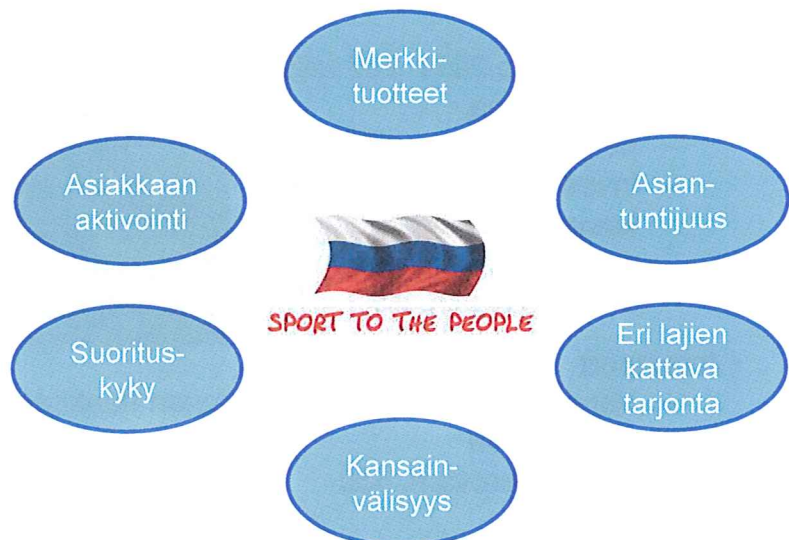 Merkki-
tuotteet
Asiakkaan
aktivointi
Asian-
tuntijuus
SPORT TO THE PEOPLE
Suoritus-
kyky
Eri lajien
kattava
tarjonta
Kansain-
välisyys